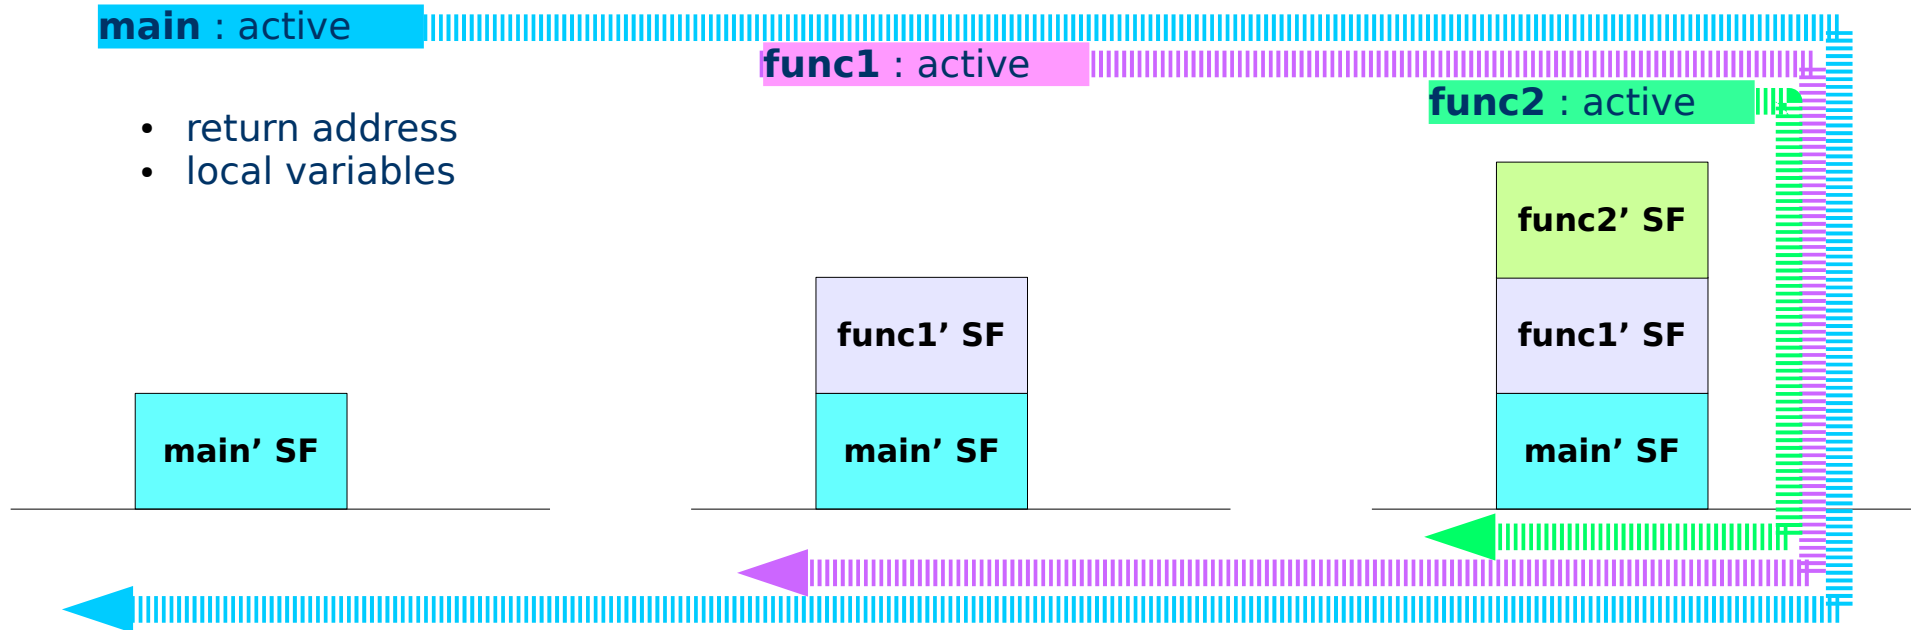 main : active
func1 : active
func2 : active
• return address
• local variables
func2’ SF
func1’ SF
func1’ SF
main’ SF
main’ SF
main’ SF